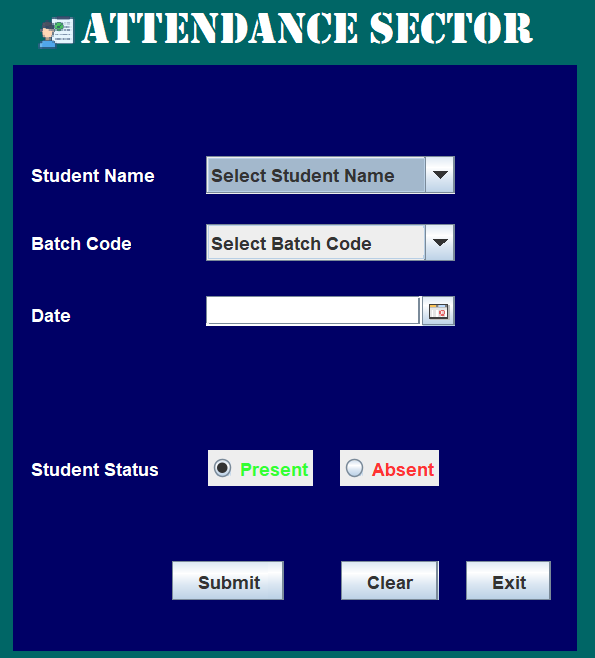 ATTENDANCE SECTOR
Student Name Select Student Name
Batch Code Select Batch Code
Date
Student Status Present Absent
Submit Clear Exit